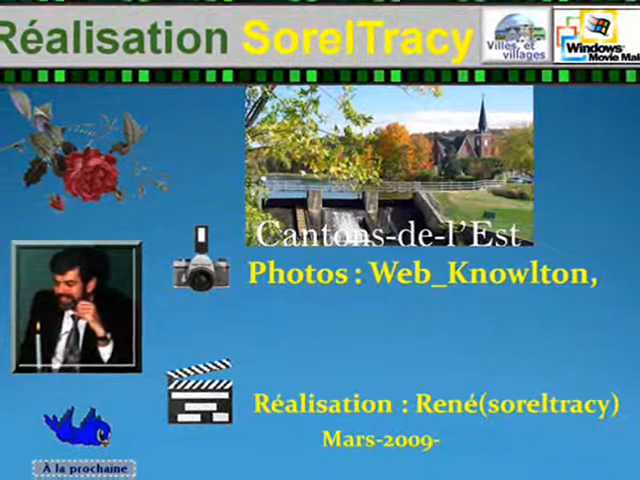 Réalisation SorelTracy
Villes et villages
Windows Movie Mak
Cantons-de-l'Est
Photos : Web_Knowlton,
Réalisation : René(soreltracy)
Mars-2009-
À la prochaine